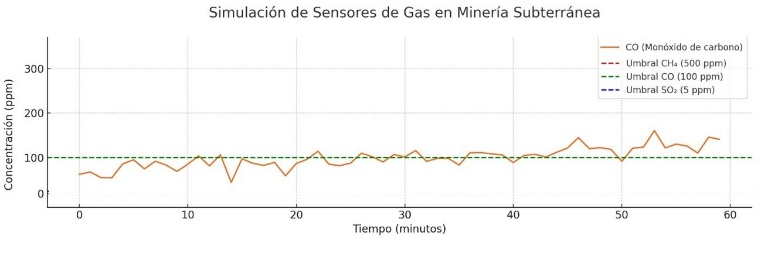 Simulación de Sensores de Gas en Minería Subterránea
CO (Monóxido de carbono)
Umbral CH₄ (500 ppm)
Umbral CO (100 ppm)
Umbral SO₂ (5 ppm)
Concentración (ppm)
300
200
100
0
0 10 20 30 40 50 60
Tiempo (minutos)